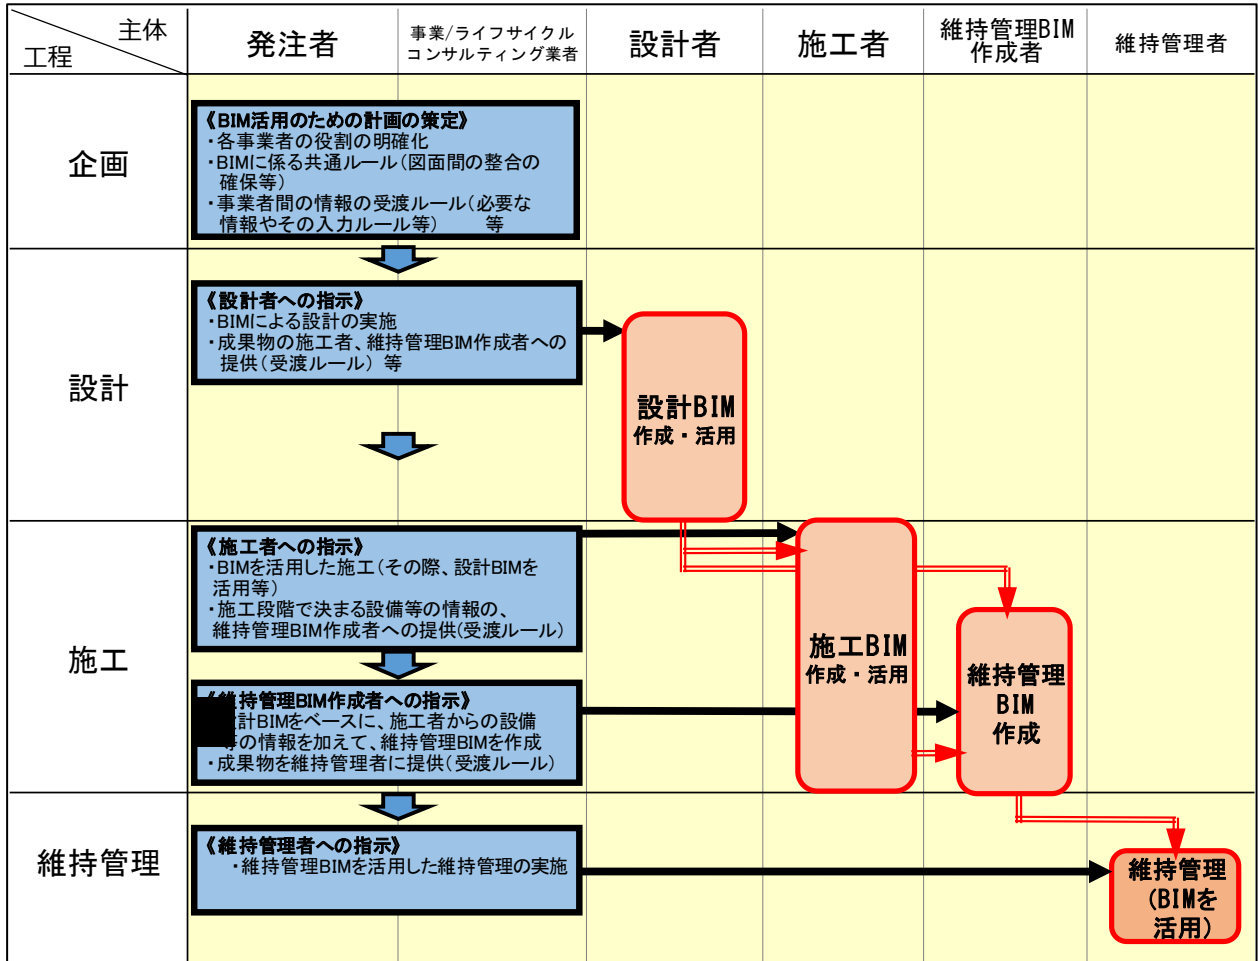 主体
工程
発注者
事業/ライフサイクル
コンサルティング業者
設計者
施工者
維持管理BIM
作成者
維持管理者
企画
《BIM活用のための計画の策定》
・各事業者の役割の明確化
・BIMに係る共通ルール(図面間の整合の
確保等)
・事業者間の情報の受渡ルール(必要な
情報やその入力ルール等) 等
設計
《設計者への指示》
・BIMによる設計の実施
・成果物の施工者、維持管理BIM作成者への
提供(受渡ルール) 等
設計BIM
作成・活用
施工
《施工者への指示》
・BIMを活用した施工(その際、設計BIMを
活用等)
・施工段階で決まる設備等の情報の、
維持管理BIM作成者への提供(受渡ルール)
施工BIM
作成・活用
《維持管理BIM作成者への指示》
計BIMをベースに、施工者からの設備
の情報を加えて、維持管理BIMを作成
・成果物を維持管理者に提供(受渡ルール)
維持管理
BIM
作成
維持管理
《維持管理者への指示》
・維持管理BIMを活用した維持管理の実施
維持管理
(BIMを
活用)